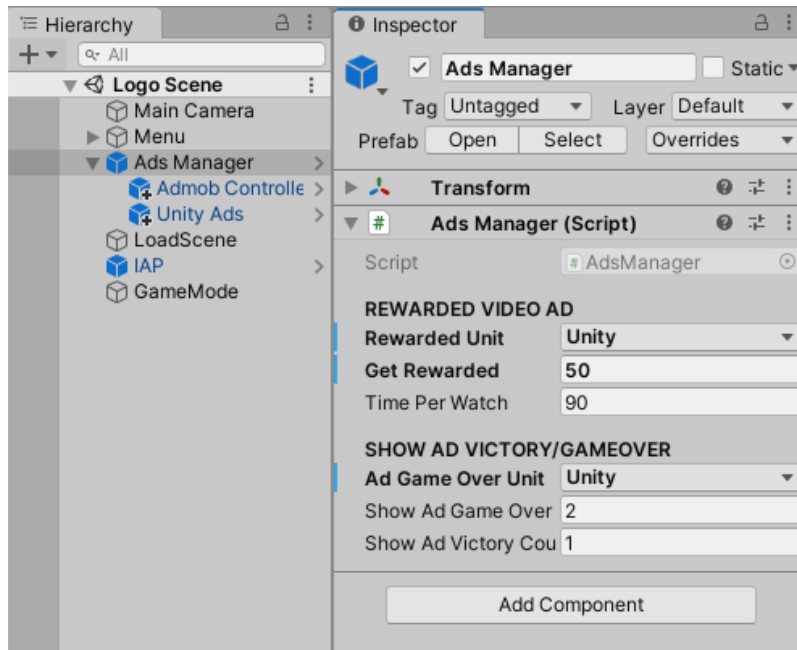 Hierarchy
All
Logo Scene
Main Camera
Menu
Ads Manager
Admob Controlle
Unity Ads
LoadScene
IAP
GameMode
Inspector
Ads Manager Static
Tag Untagged Layer Default
Prefab Open Select Overrides
Transform
# Ads Manager (Script)
Script # AdsManager
REWARDED VIDEO AD
Rewarded Unit Unity
Get Rewarded 50
Time Per Watch 90
SHOW AD VICTORY/GAMEOVER
Ad Game Over Unit Unity
Show Ad Game Over 2
Show Ad Victory Cou 1
Add Component